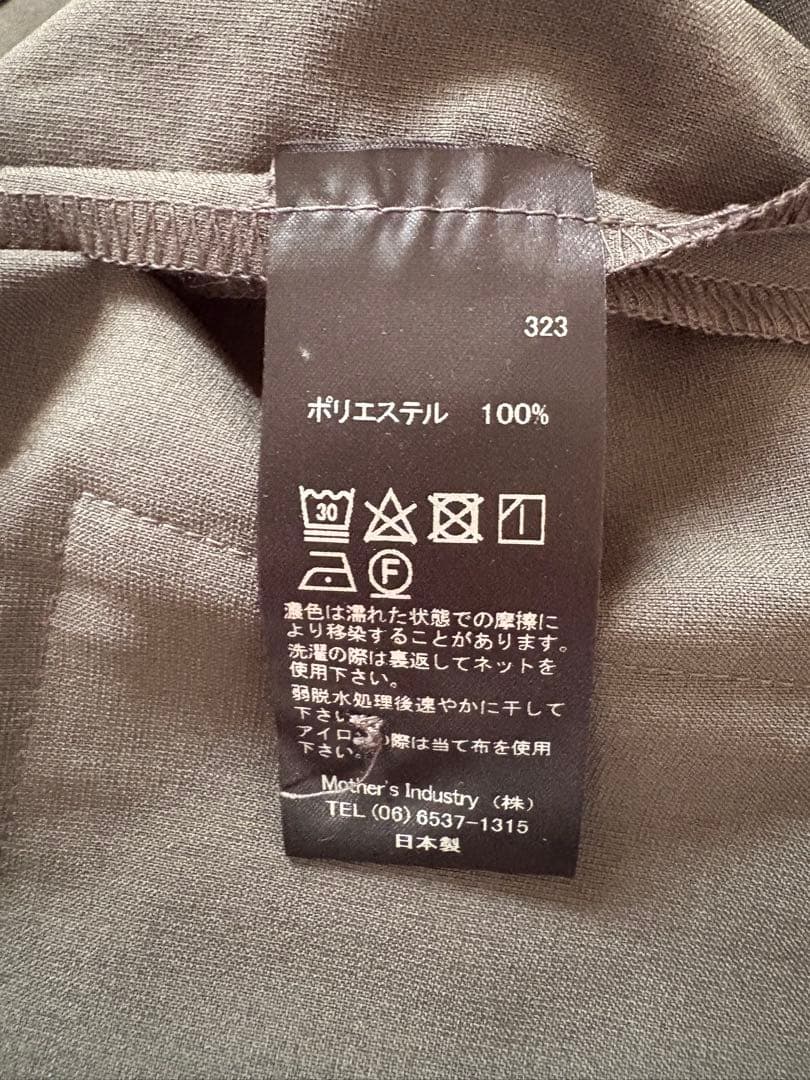 323
ポリエステル 100%
30
F
濃色は濡れた状態での摩擦に
より移染することがあります。
洗濯の際は裏返してネットを
使用下さい。
弱脱水処理後速やかに干して
下さい
アイロ の際は当て布を使用
下さい。
Mother's Industry（株）
TEL (06) 6537-1315
日本製